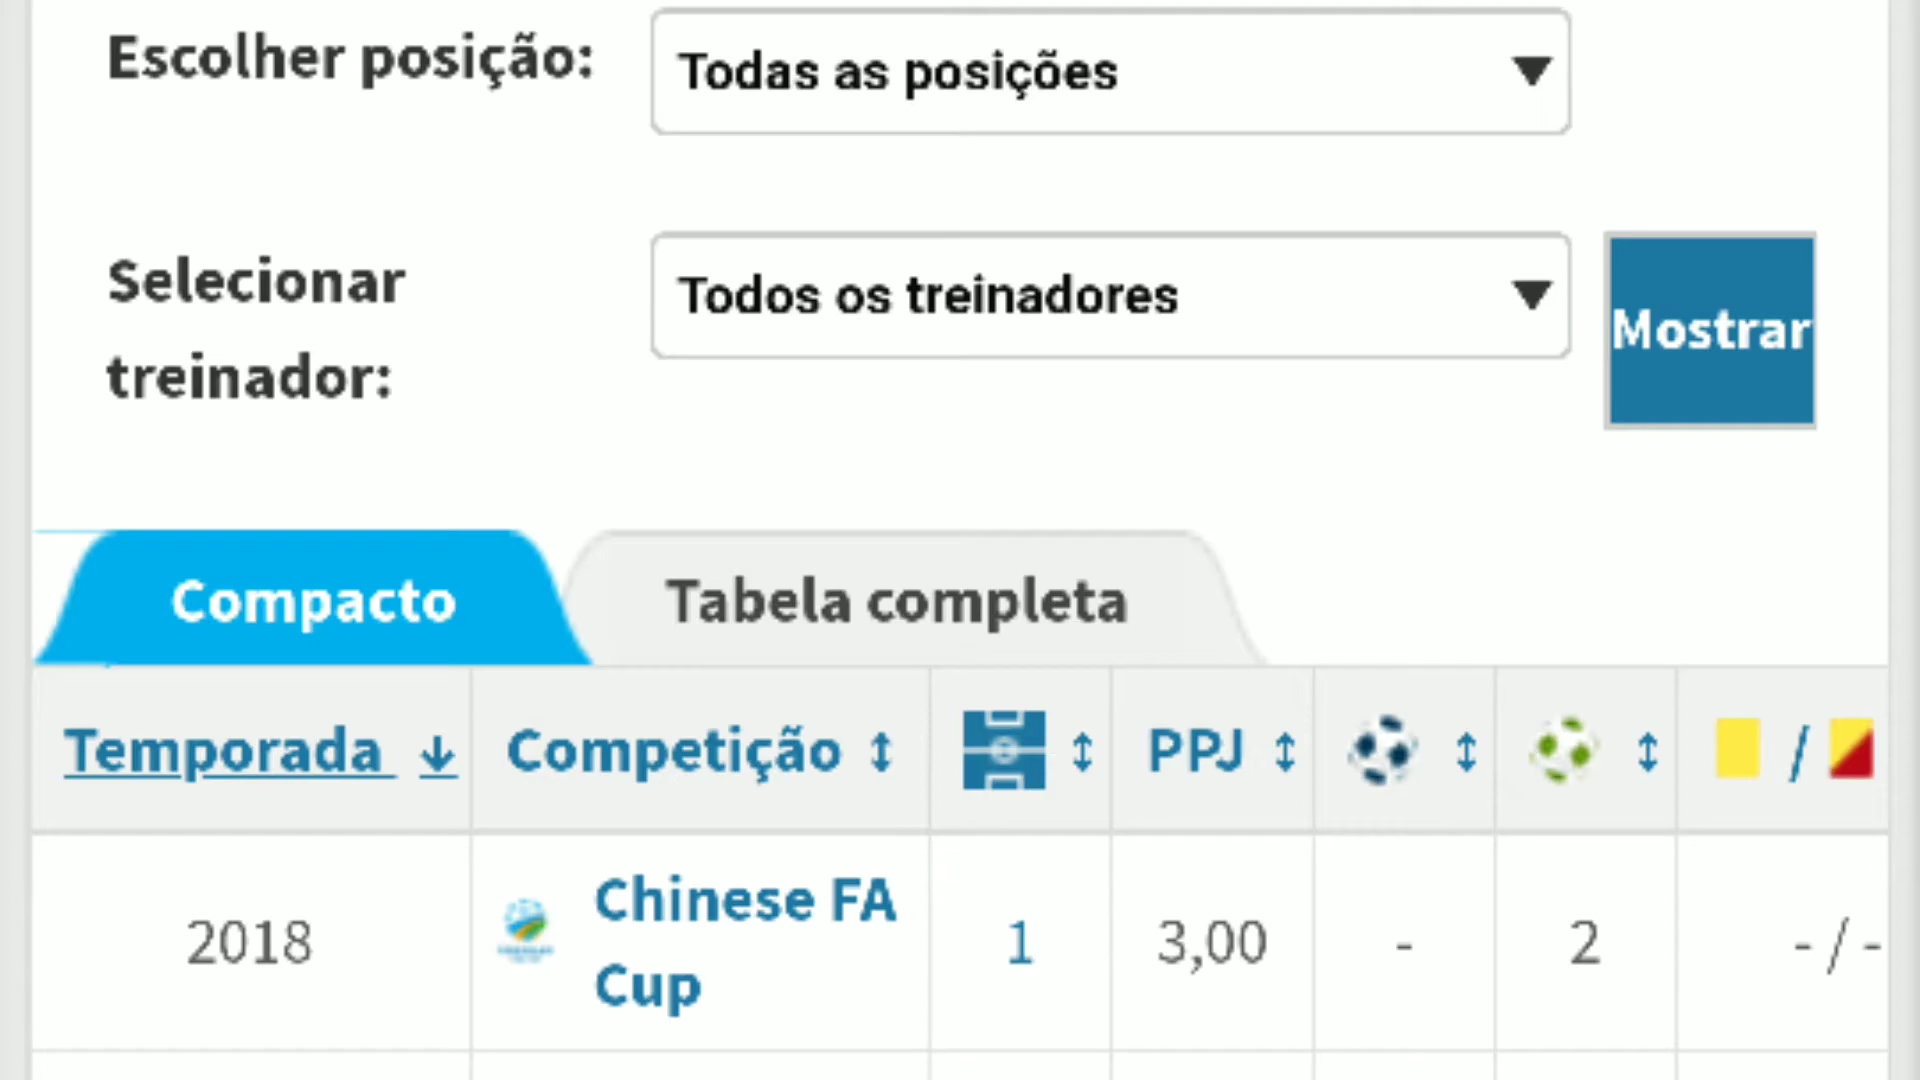 Escolher posição:
Todas as posições
Selecionar
treinador:
Todos os treinadores
Mostrar
Compacto
Tabela completa
Temporada
Competição
PPJ
/
2018
Chinese FA
Cup
1
3,00
-
2
- / -